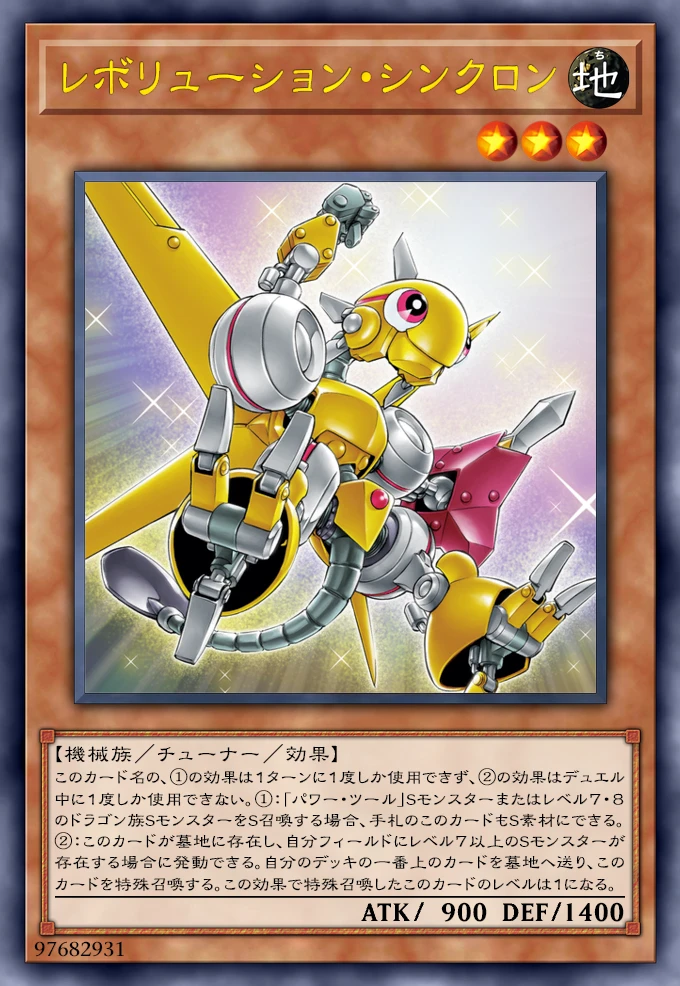 レボリューション・シンクロン
ち
地
【機械族／チューナー／効果】
このカード名の、①の効果は１ターンに１度しか使用できず、②の効果はデュエル
中に１度しか使用できない。①：「パワー・ツール」Sモンスターまたはレベル７・８
のドラゴン族SモンスターをS召喚する場合、手札のこのカードもS素材にできる。
②：このカードが墓地に存在し、自分フィールドにレベル７以上のSモンスターが
存在する場合に発動できる。自分のデッキの一番上のカードを墓地へ送り、この
カードを特殊召喚する。この効果で特殊召喚したこのカードのレベルは１になる。
ATK/ 900 DEF/1400
97682931